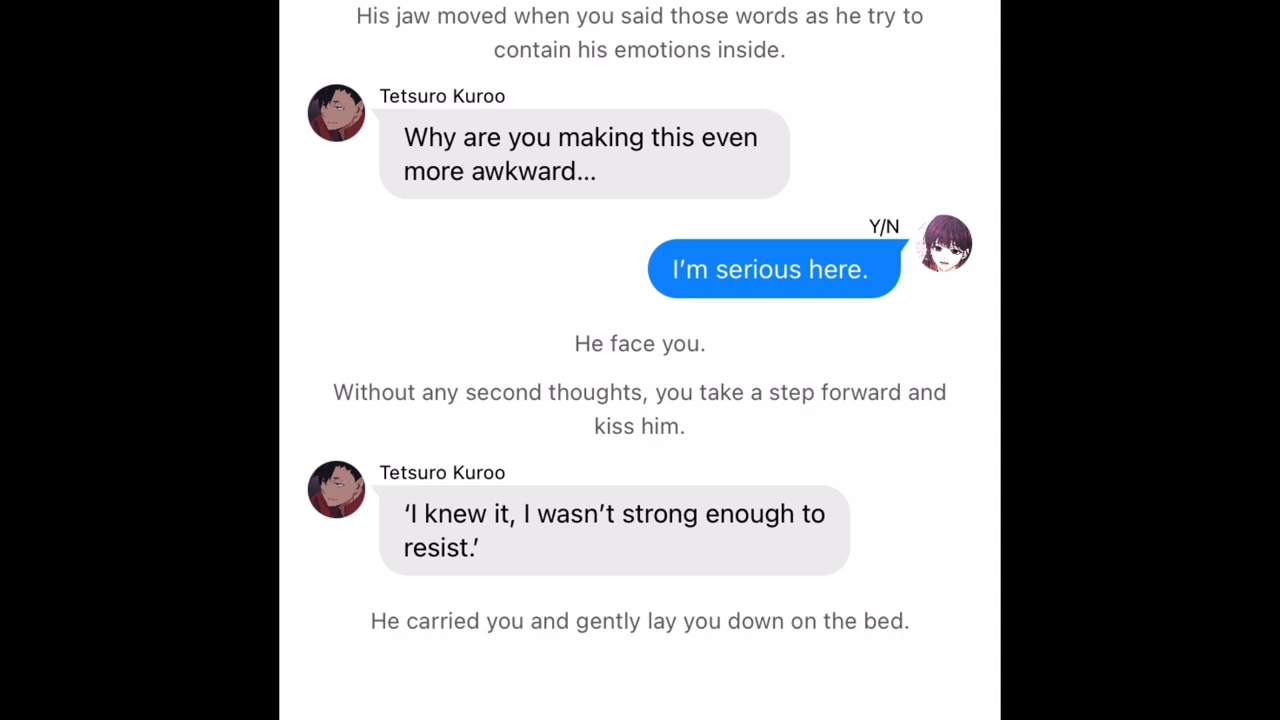 His jaw moved when you said those words as he try to
contain his emotions inside.
Tetsuro Kuroo
Why are you making this even
more awkward...
Y/N
I’m serious here.
He face you.
Without any second thoughts, you take a step forward and
kiss him.
Tetsuro Kuroo
‘I knew it, I wasn’t strong enough to
resist.’
He carried you and gently lay you down on the bed.